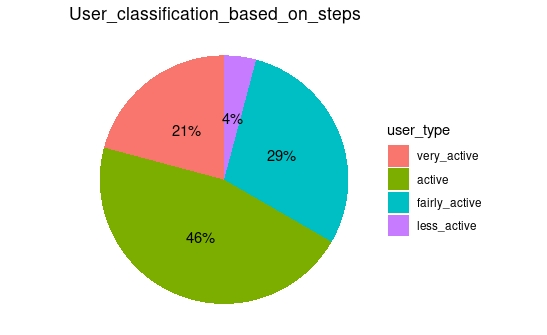 User_classification_based_on_steps
4%
21%
29%
46%
user_type
very_active
active
fairly_active
less_active